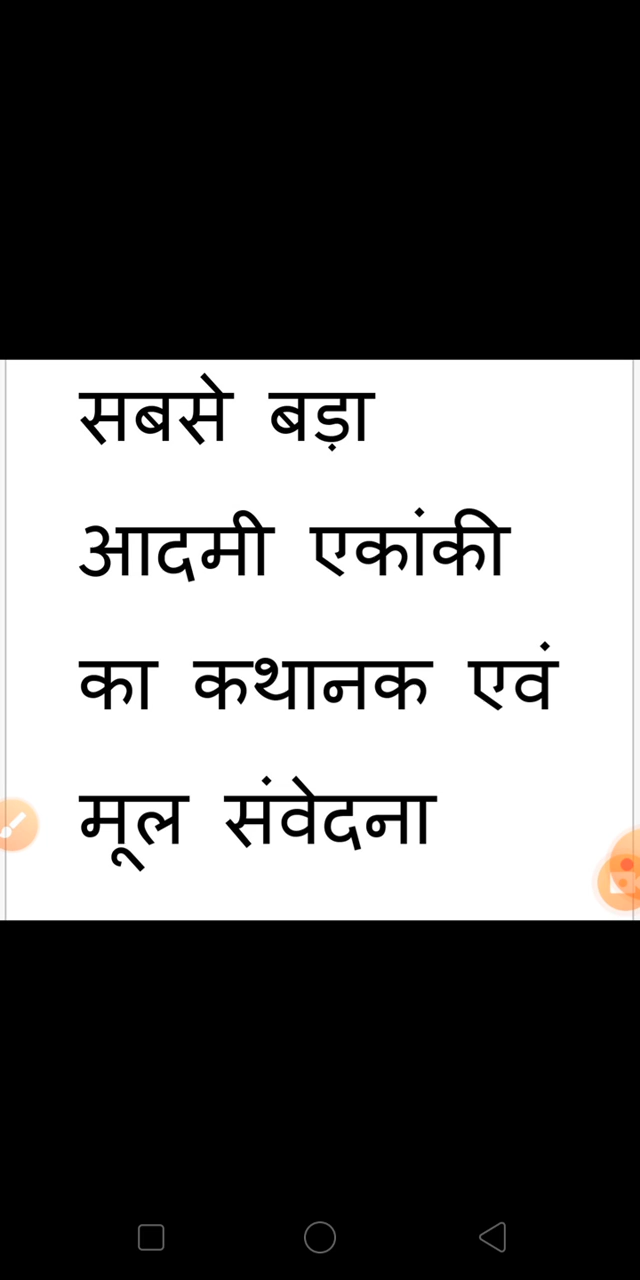 सबसे बड़ा
आदमी एकांकी
का कथानक एवं
मूल संवेदना